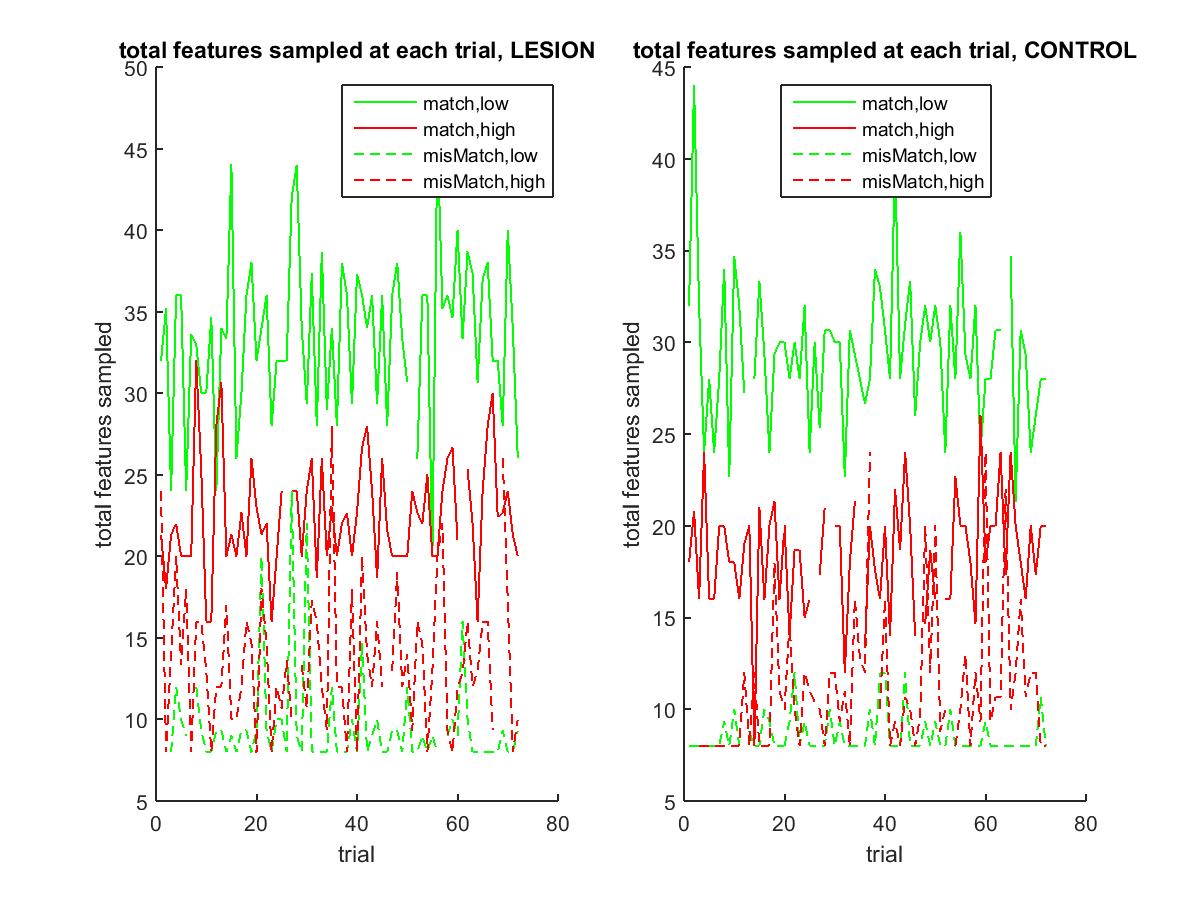 total features sampled at each trial, LESION
50
45
40
35
30
25
20
15
10
5
0
20
40
60
80
total features sampled
trial
match,low
match,high
misMatch,low
misMatch,high
total features sampled at each trial, CONTROL
45
40
35
30
25
20
15
10
5
0
20
40
60
80
total features sampled
trial
match,low
match,high
misMatch,low
misMatch,high